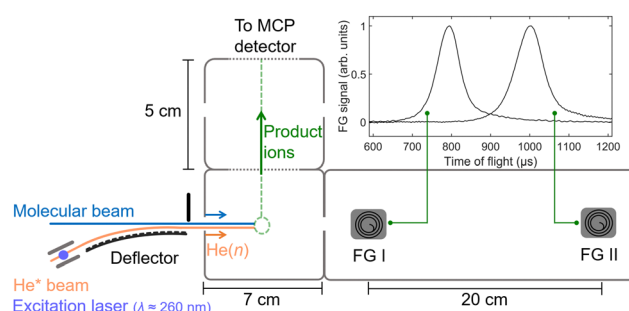 To MCP
detector
5 cm
Product
ions
Molecular beam
Deflector
He(n)
He* beam
Excitation laser (λ ≈ 260 nm)
7 cm
FG signal (arb. units)
1
0.5
0
600 700 800 900 1000 1100 1200
Time of flight (μs)
FG I
FG II
20 cm